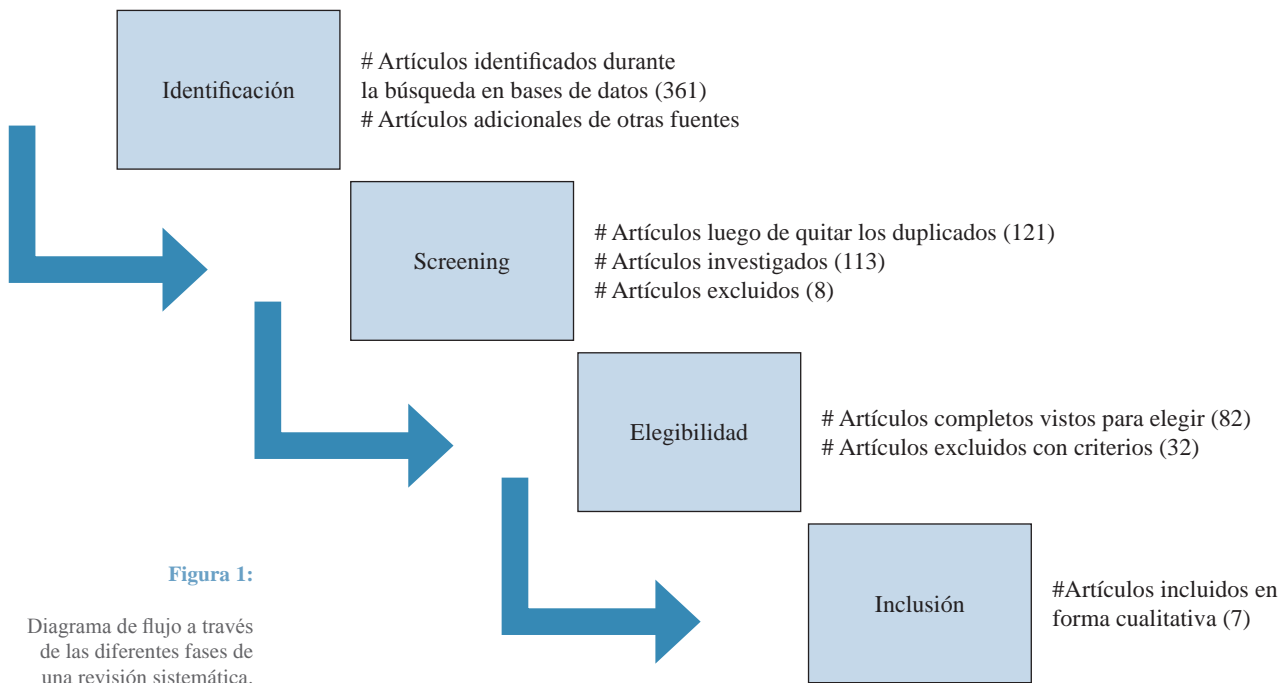 Identificación
# Artículos identificados durante
la búsqueda en bases de datos (361)
# Artículos adicionales de otras fuentes
Screening
# Artículos luego de quitar los duplicados (121)
# Artículos investigados (113)
# Artículos excluidos (8)
Elegibilidad
# Artículos completos vistos para elegir (82)
# Artículos excluidos con criterios (32)
Inclusión
#Artículos incluidos en
forma cualitativa (7)
Figura 1:
Diagrama de flujo a través
de las diferentes fases de
una revisión sistemática.